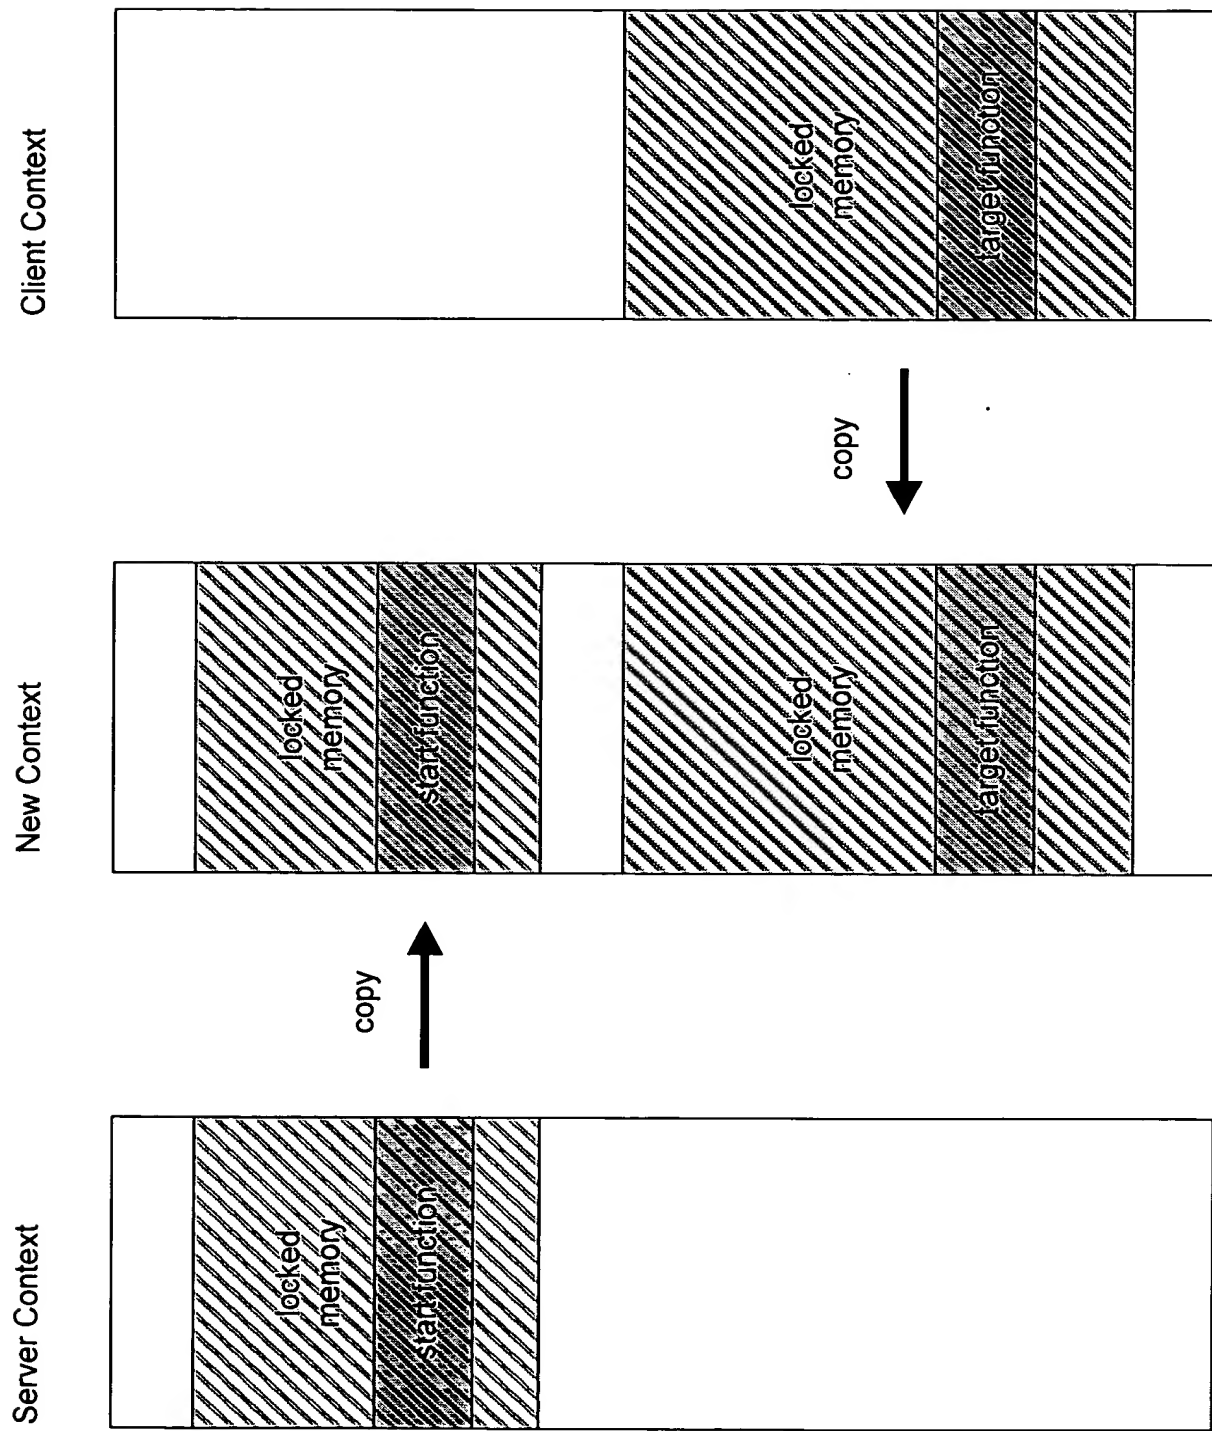 Server Context
New Context
Client Context
locked
memory
start function
copy
locked
memory
start function
locked
memory
target function
copy
locked
memory
target function